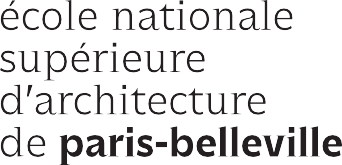 école nationale
supérieure
d'architecture
de paris-belleville